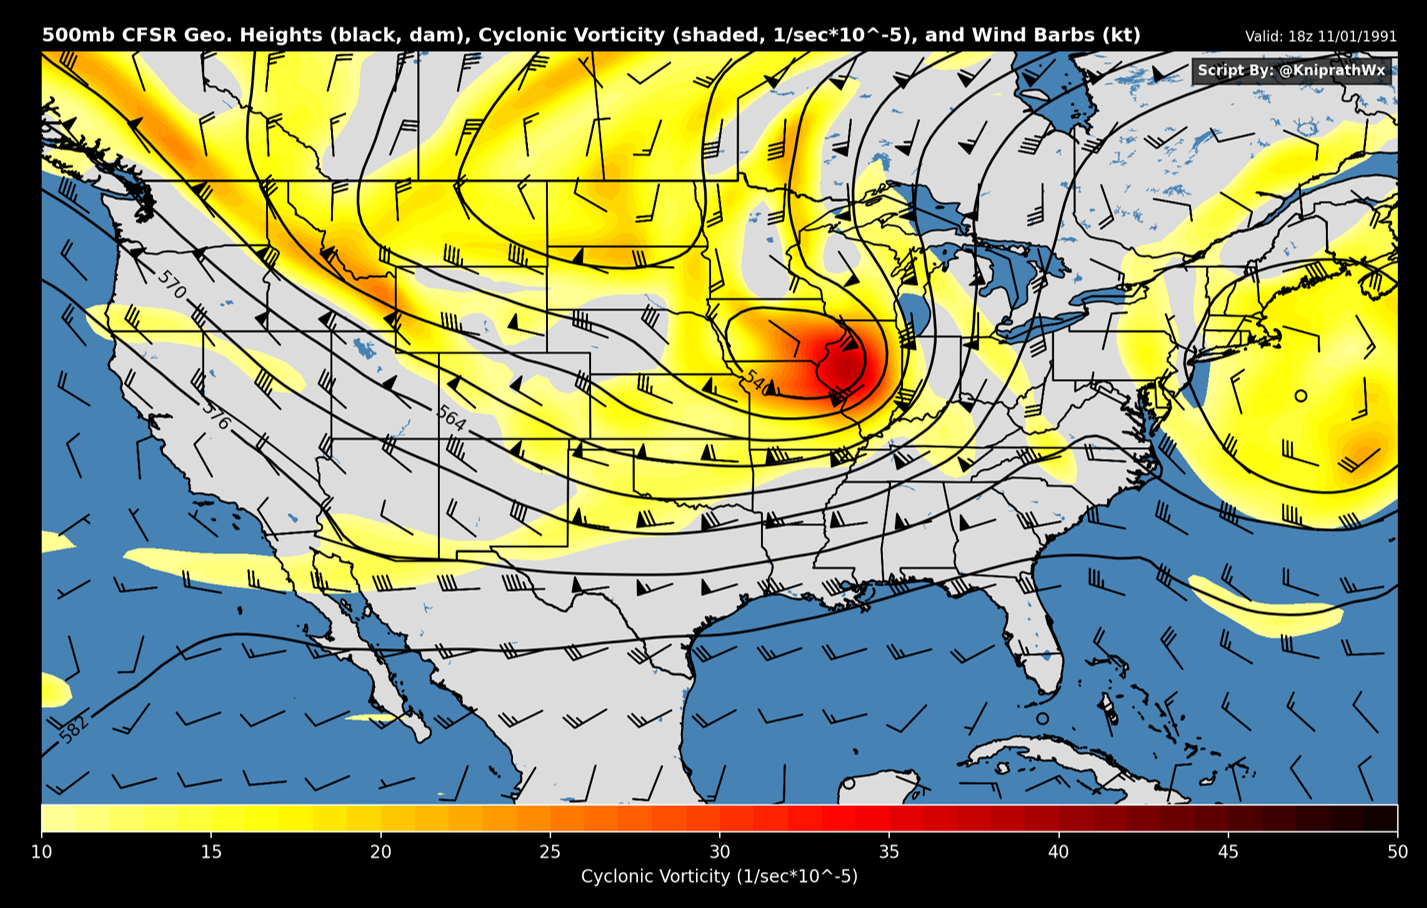 500mb CFSR Geo. Heights (black, dam), Cyclonic Vorticity (shaded, 1/sec*10^-5), and Wind Barbs (kt)
Valid: 18z 11/01/1991
Script By: @KniprathWx
570
576
564
540
582
10 15 20 25 30 35 40 45 50
Cyclonic Vorticity (1/sec*10^-5)